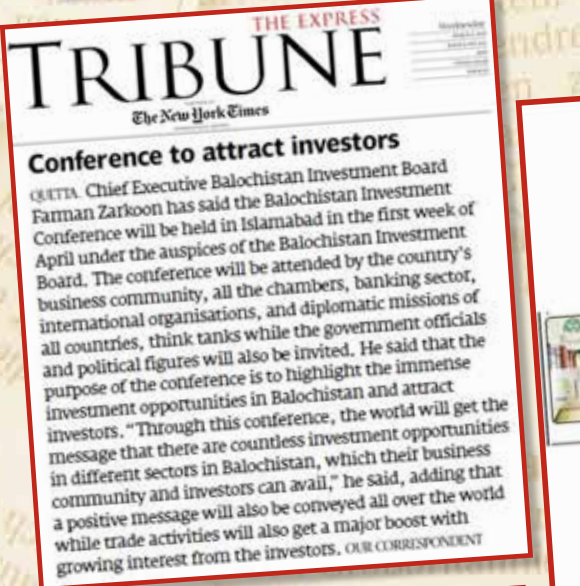 THE EXPRESS
TRIBUNE
The New York Times
Conference to attract investors
QUETTA. Chief Executive Balochistan Investment Board
Farman Zarkoon has said the Balochistan Investment
Conference will be held in Islamabad in the first week of
April under the auspices of the Balochistan Investment
Board. The conference will be attended by the country's
business community, all the chambers, banking sector,
international organisations, and diplomatic missions of
all countries, think tanks while the government officials
and political figures will also be invited. He said that the
purpose of the conference is to highlight the immense
investment opportunities in Balochistan and attract
investors. "Through this conference, the world will get the
message that there are countless investment opportunities
in different sectors in Balochistan, which their business
community and investors can avail," he said, adding that
a positive message will also be conveyed all over the world
while trade activities will also get a major boost with
growing interest from the investors. OUR CORRESPONDENT